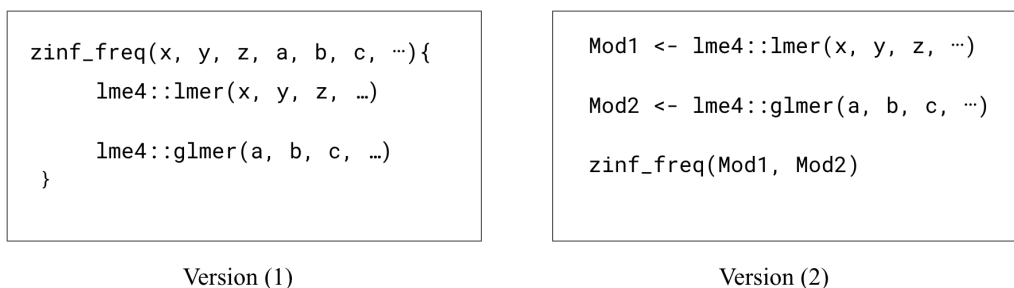 zinf_freq(x, y, z, a, b, c, ⋯){
lme4::lmer(x, y, z, …)
lme4::glmer(a, b, c, …)
}
Version (1)
Mod1 <- lme4::lmer(x, y, z, ⋯)
Mod2 <- lme4::glmer(a, b, c, ⋯)
zinf_freq(Mod1, Mod2)
Version (2)